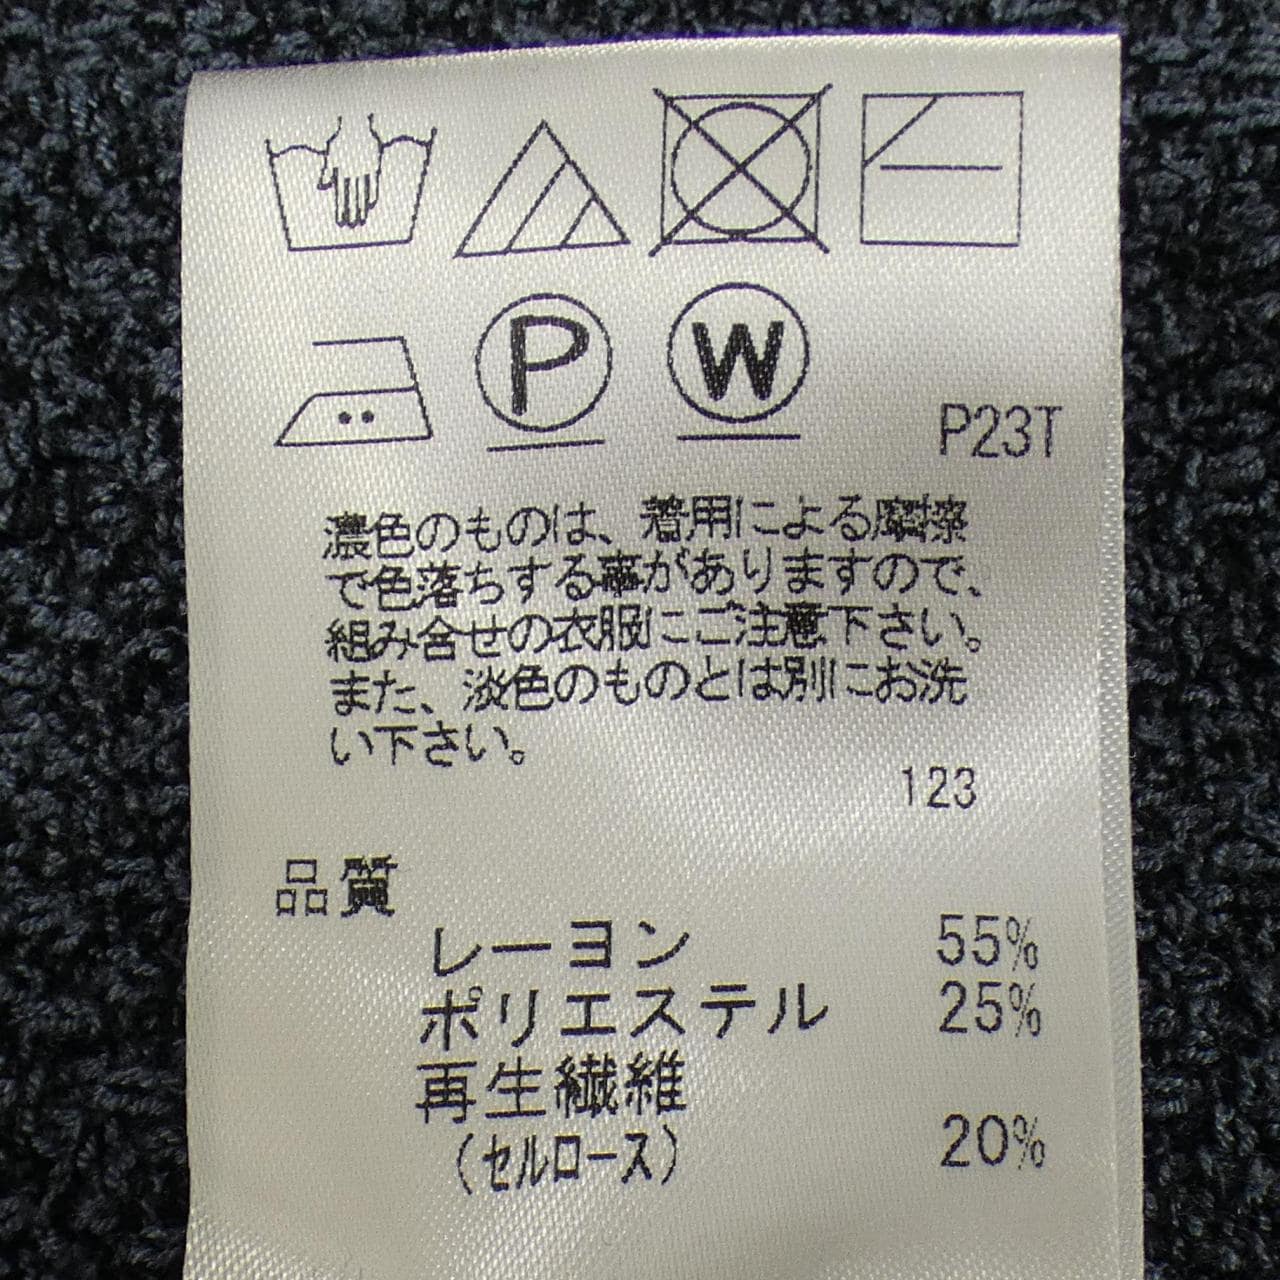 P
W
P23T
濃色のものは、着用による摩擦
で色落ちする事がありますので、
組み合せの衣服にご注意下さい。
また、淡色のものとは別にお洗
い下さい。
123
品質
レーヨン 55%
ポリエステル 25%
再生繊維
(セルロース) 20%